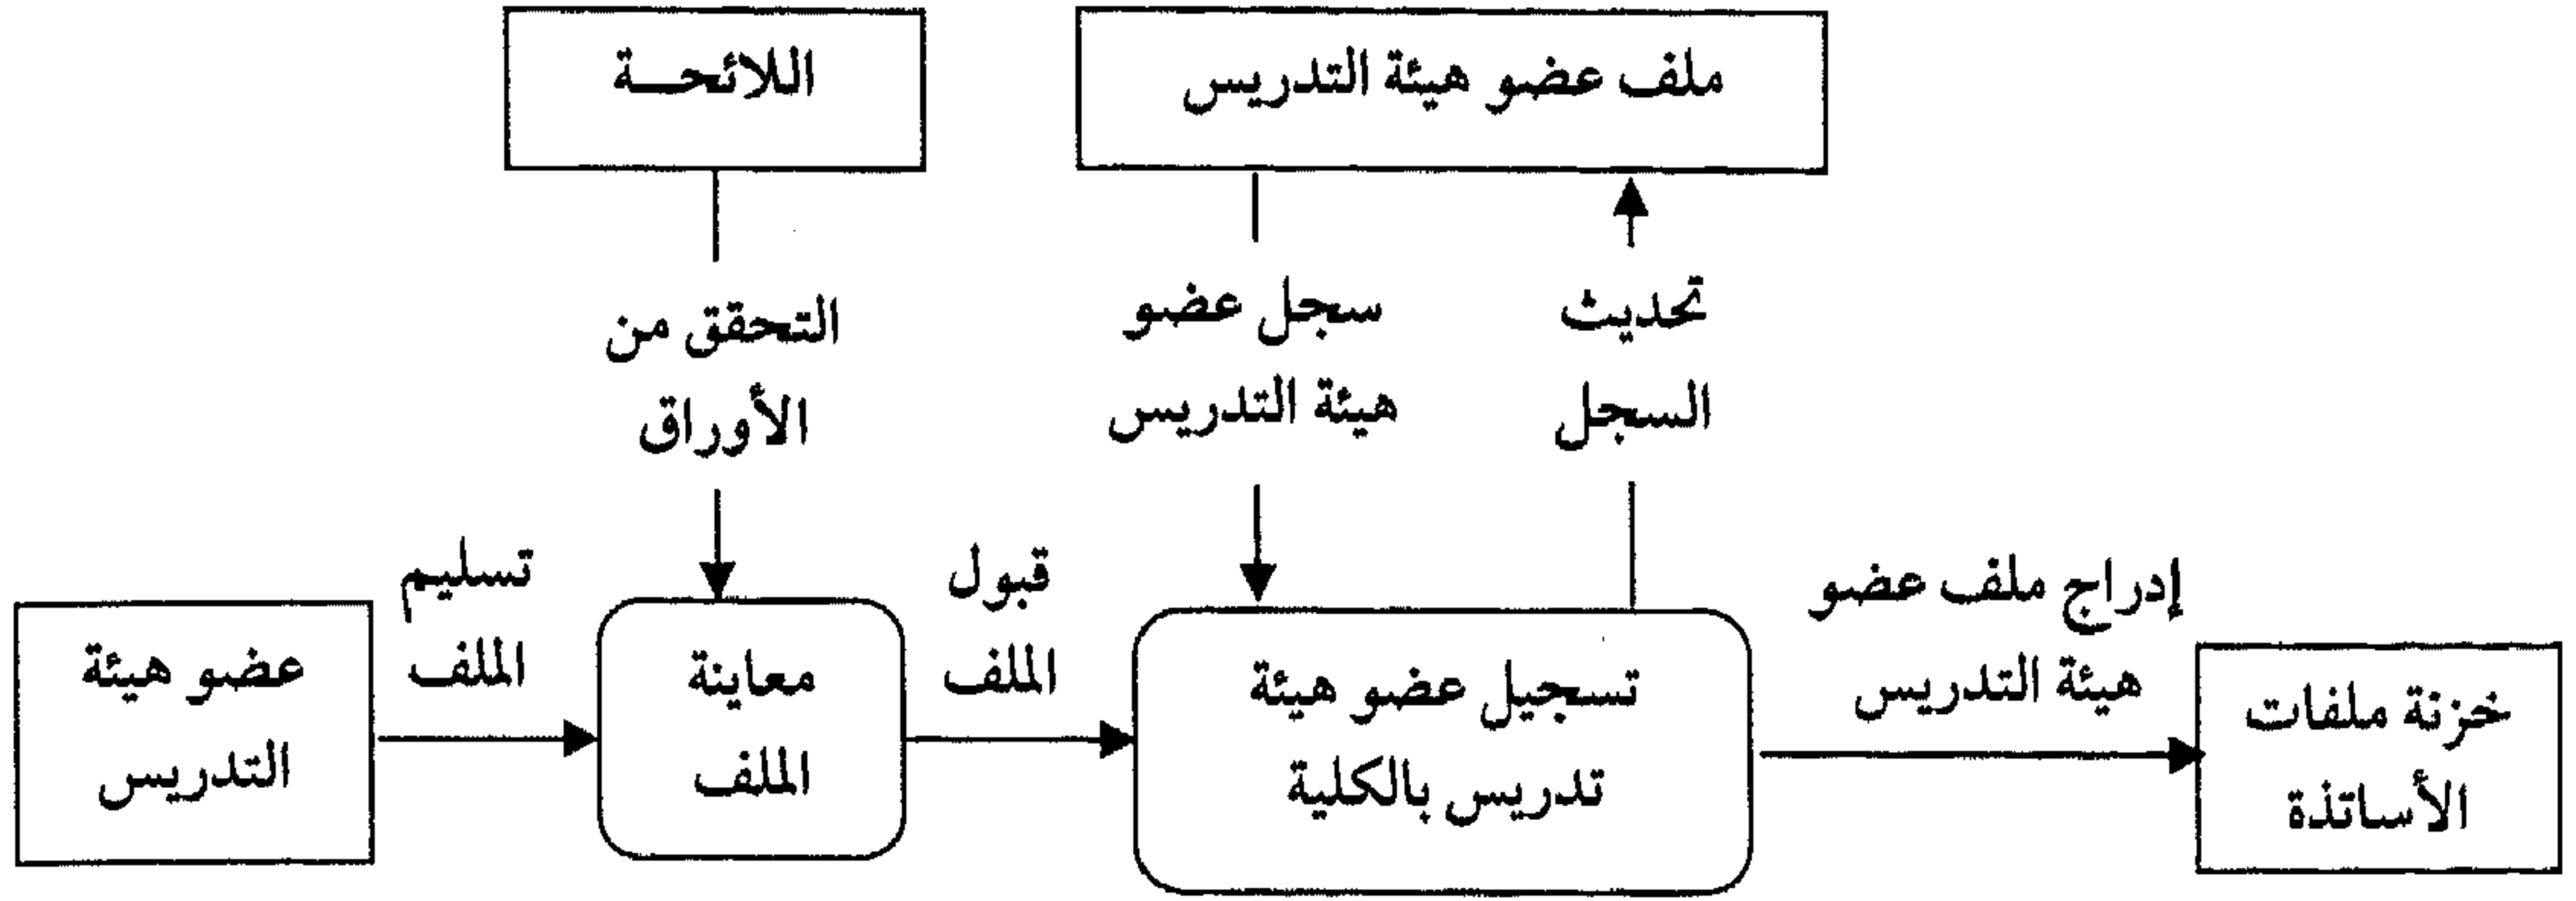 اللائحة
ملف عضو هيئة التدريس
التحقق من
الأوراق
سجل عضو
هيئة التدريس
تحديث
السجل
عضو هيئة
التدريس
تسليم
الملف
معاينة
الملف
قبول
الملف
تسجيل عضو هيئة
تدريس بالكلية
إدراج ملف عضو
هيئة التدريس
خزنة ملفات
الأساتذة